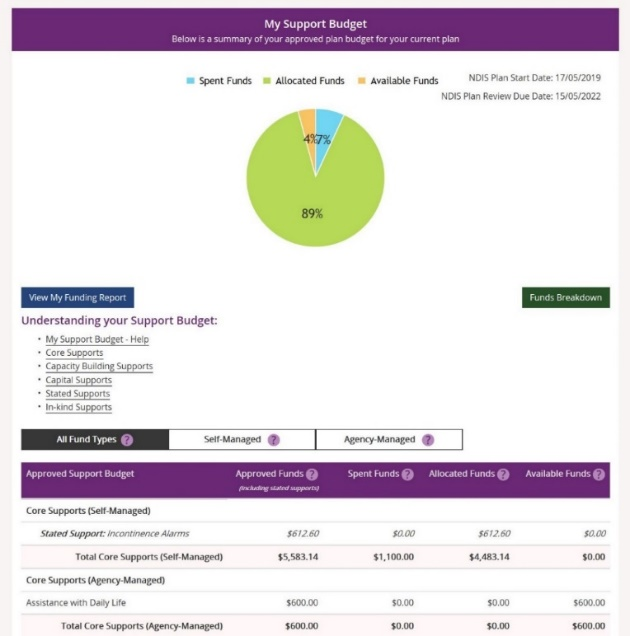 My Support Budget
Below is a summary of your approved plan budget for your current plan
Spent Funds Allocated Funds Available Funds
NDIS Plan Start Date: 17/05/2019
NDIS Plan Review Due Date: 15/05/2022
4% 7%
89%
View My Funding Report Funds Breakdown
Understanding your Support Budget:
• My Support Budget - Help
• Core Supports
• Capacity Building Supports
• Capital Supports
• Stated Supports
• In-kind Supports
All Fund Types ? Self-Managed ? Agency-Managed ?
Approved Support Budget Approved Funds ? Spent Funds ? Allocated Funds ? Available Funds ?
(including stated supports)
Core Supports (Self-Managed)
Stated Support: Incontinence Alarms $612.60 $0.00 $612.60 $0.00
Total Core Supports (Self-Managed) $5,583.14 $1,100.00 $4,483.14 $0.00
Core Supports (Agency-Managed)
Assistance with Daily Life $600.00 $0.00 $0.00 $600.00
Total Core Supports (Agency-Managed) $600.00 $0.00 $0.00 $600.00